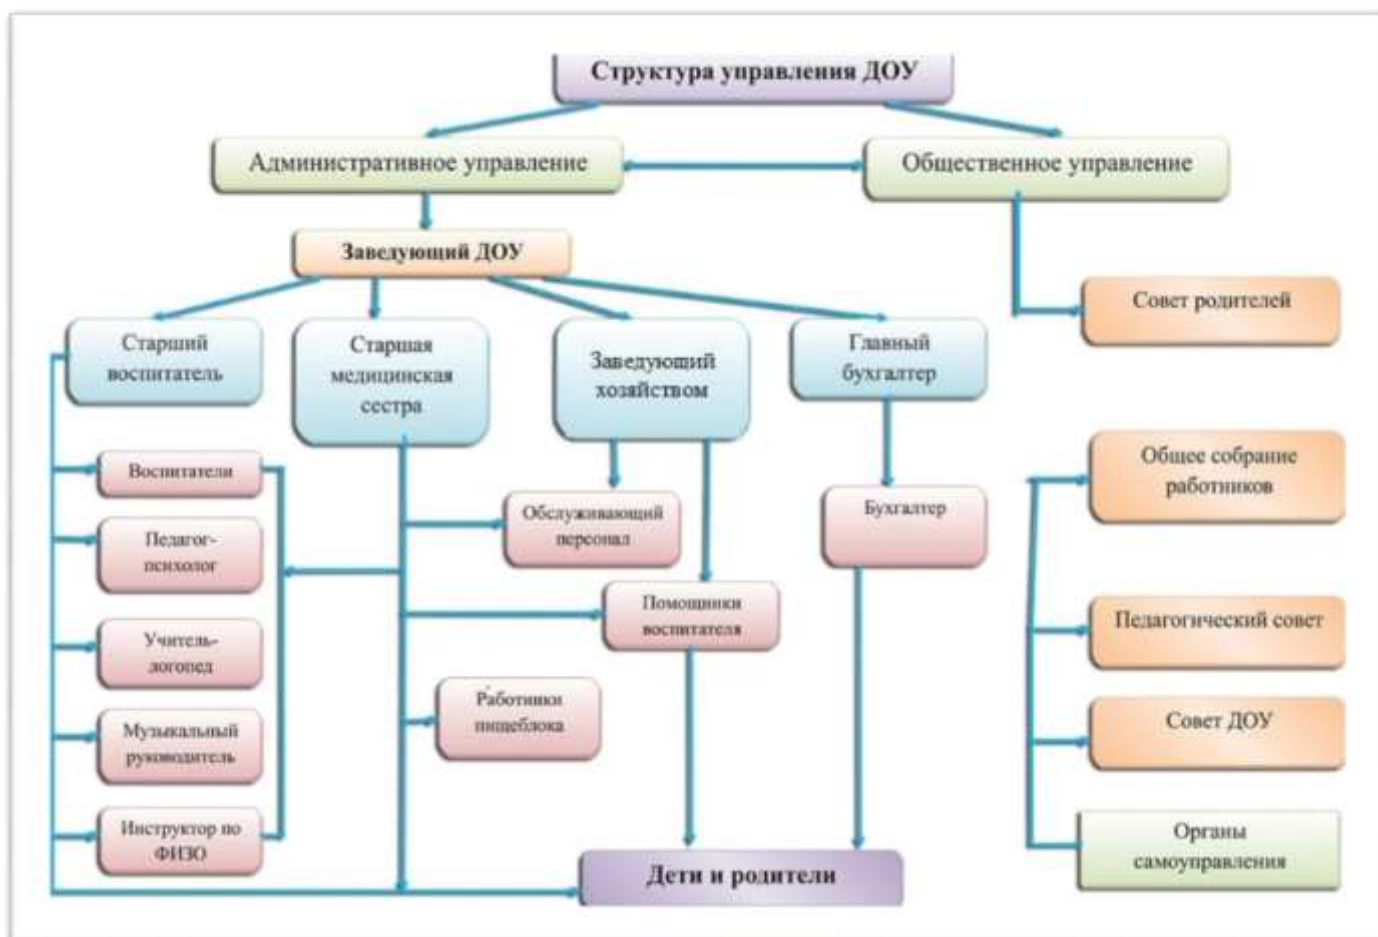 Структура управления ДОУ
Административное управление
Общественное управление
Заведующий ДОУ
Совет родителей
Старший
воспитатель
Старшая
медицинская
сестра
Заведующий
хозяйством
Главный
бухгалтер
Воспитатели
Педагог-
психолог
Учитель-
логопед
Музыкальный
руководитель
Инструктор по
ФИЗО
Обслуживающий
персонал
Помощники
воспитателя
Работники
пищеблока
Бухгалтер
Общее собрание
работников
Педагогический совет
Совет ДОУ
Органы
самоуправления
Дети и родители